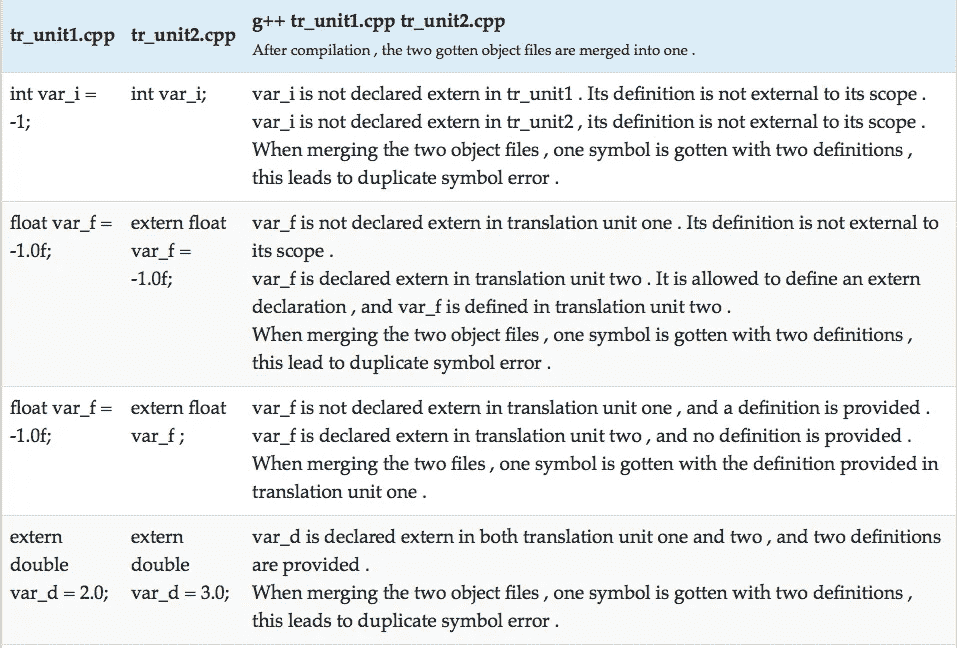 tr_unit1.cpp tr_unit2.cpp g++ tr_unit1.cpp tr_unit2.cpp
After compilation , the two gotten object files are merged into one .
int var_i =
-1;
int var_i;
var_i is not declared extern in tr_unit1 . Its definition is not external to its scope .
var_i is not declared extern in tr_unit2 , its definition is not external to its scope .
When merging the two object files , one symbol is gotten with two definitions ,
this leads to duplicate symbol error .
float var_f =
-1.0f;
extern float
var_f =
-1.0f;
var_f is not declared extern in translation unit one . Its definition is not external to
its scope .
var_f is declared extern in translation unit two . It is allowed to define an extern
declaration , and var_f is defined in translation unit two .
When merging the two object files , one symbol is gotten with two definitions ,
this lead to duplicate symbol error .
float var_f =
-1.0f;
extern float
var_f ;
var_f is not declared extern in translation unit one , and a definition is provided .
var_f is declared extern in translation unit two , and no definition is provided .
When merging the two files , one symbol is gotten with the definition provided in
translation unit one .
extern
double
var_d = 2.0;
extern
double
var_d = 3.0;
var_d is declared extern in both translation unit one and two , and two definitions
are provided .
When merging the two object files , one symbol is gotten with two definitions ,
this leads to duplicate symbol error .